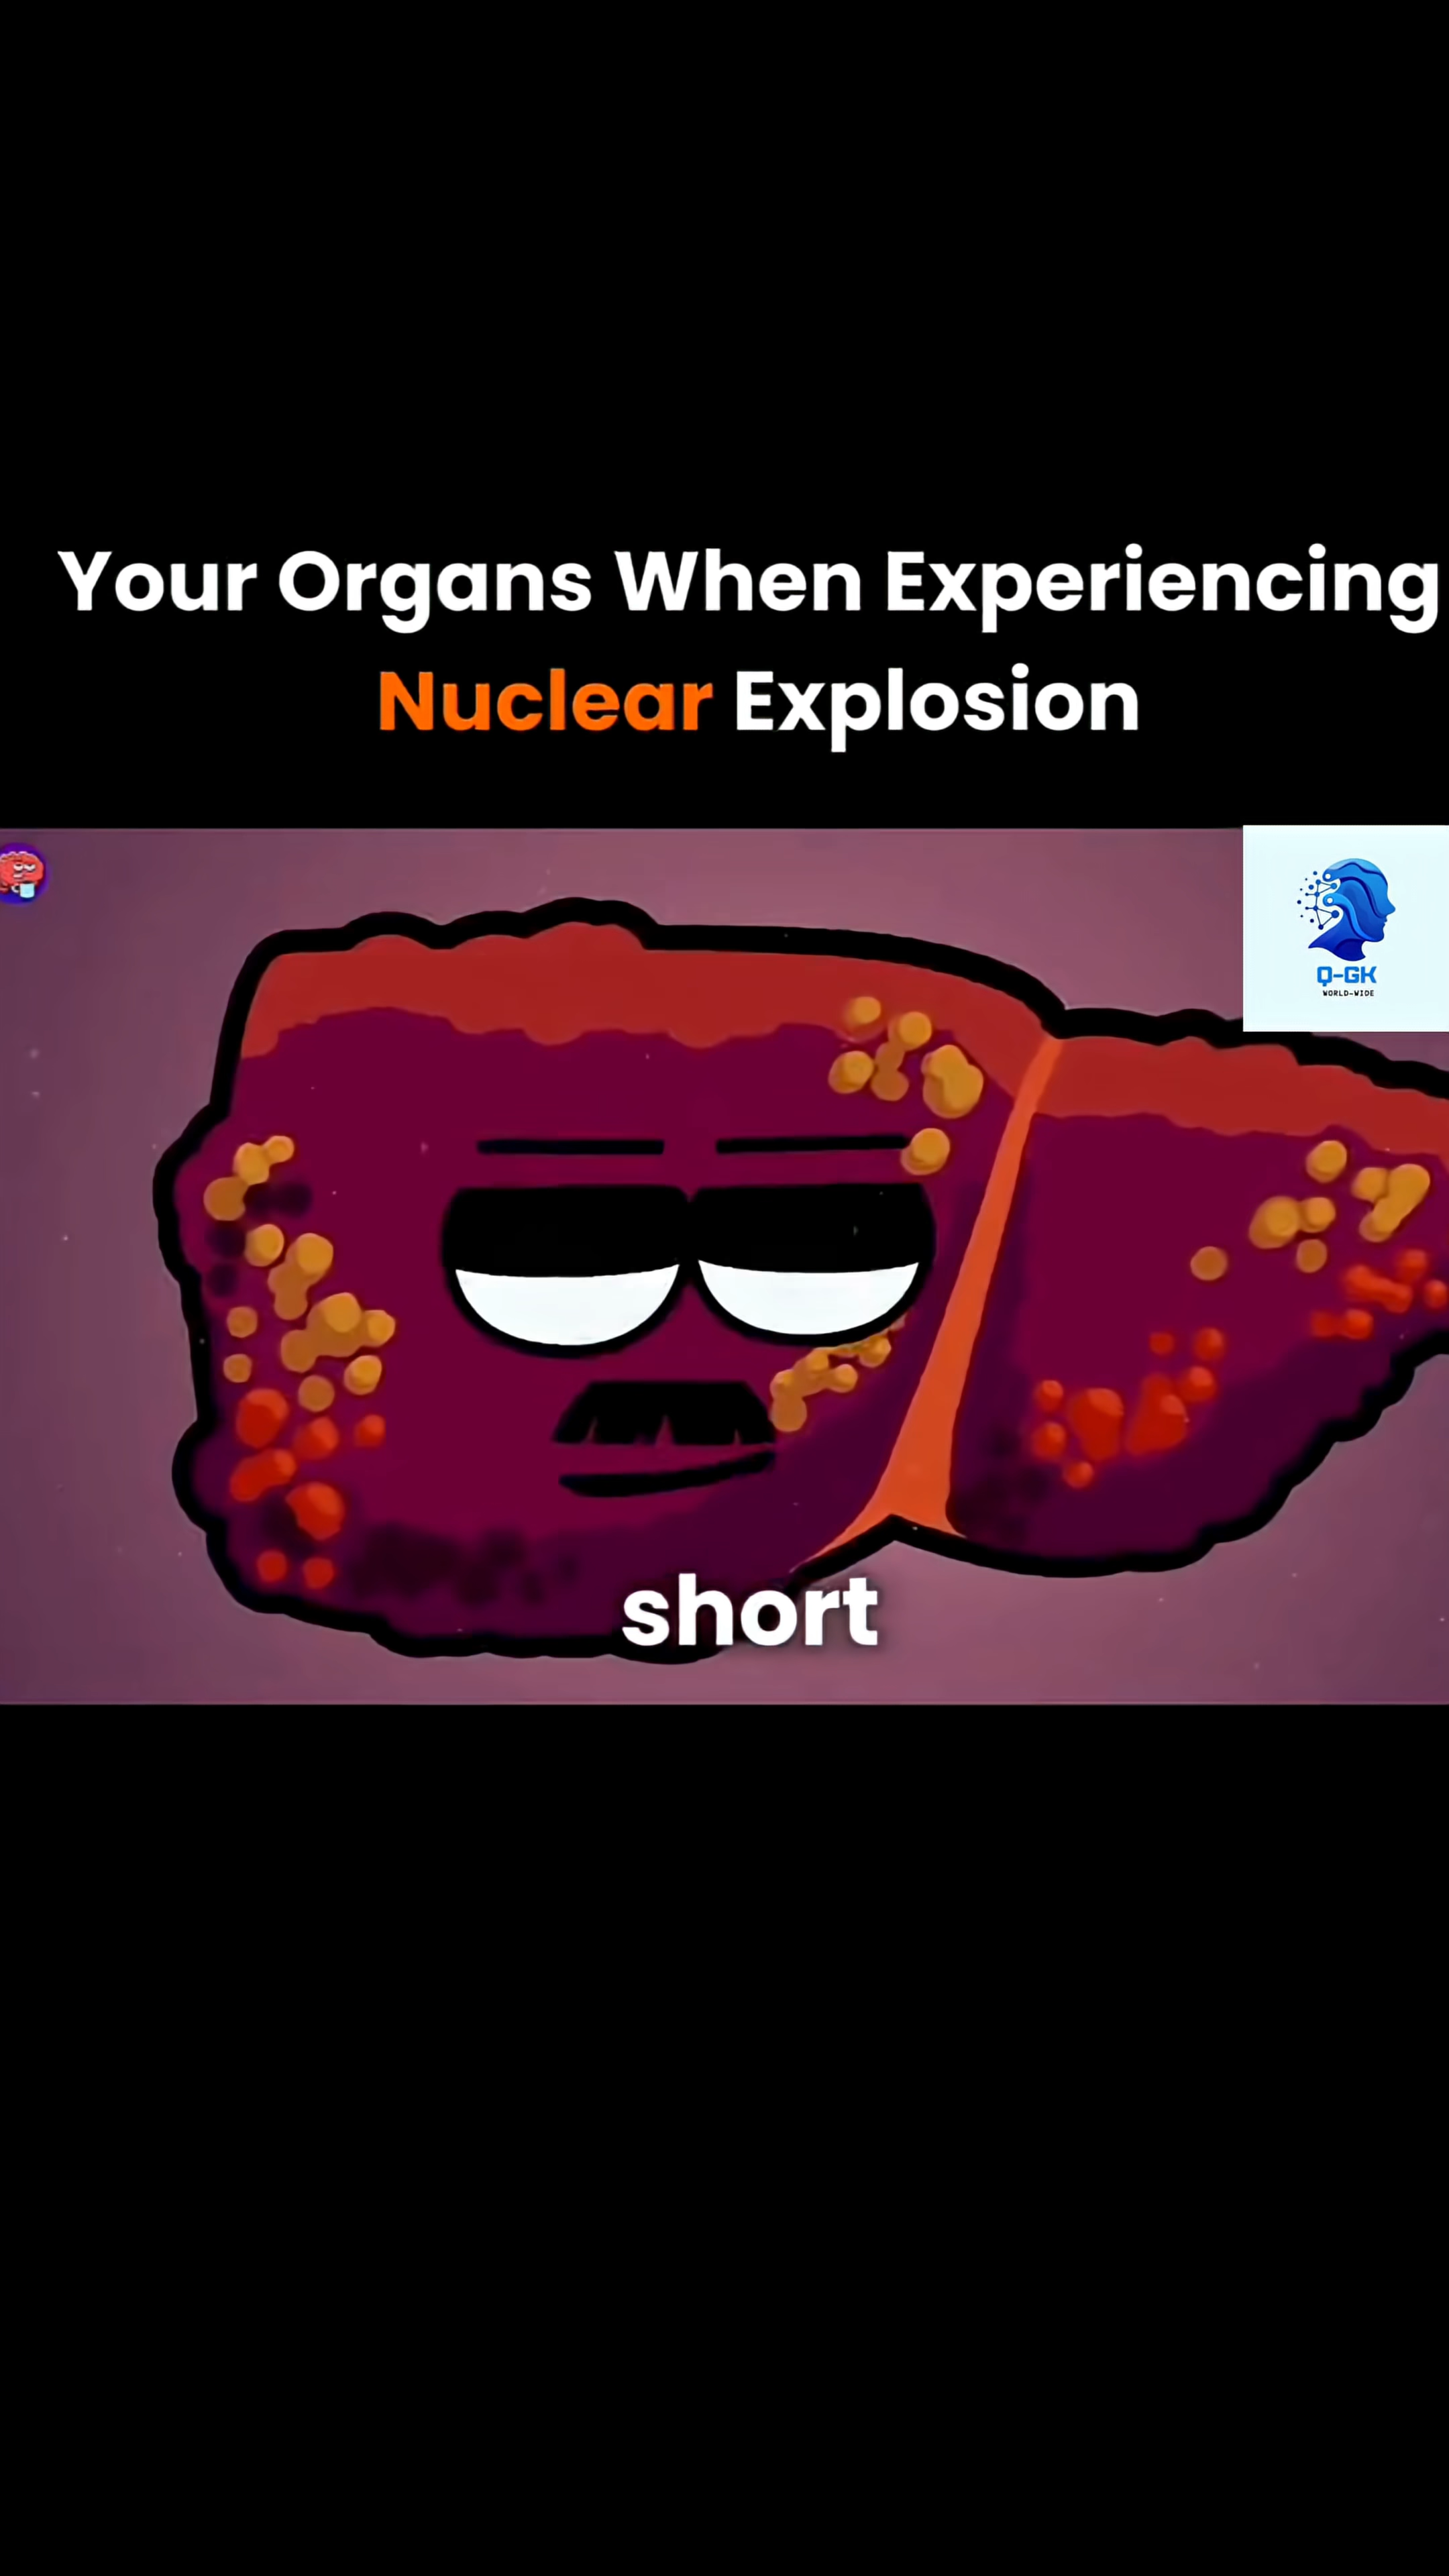 Your Organs When Experiencing
Nuclear Explosion
Q-GK
WORLD-WIDE
short